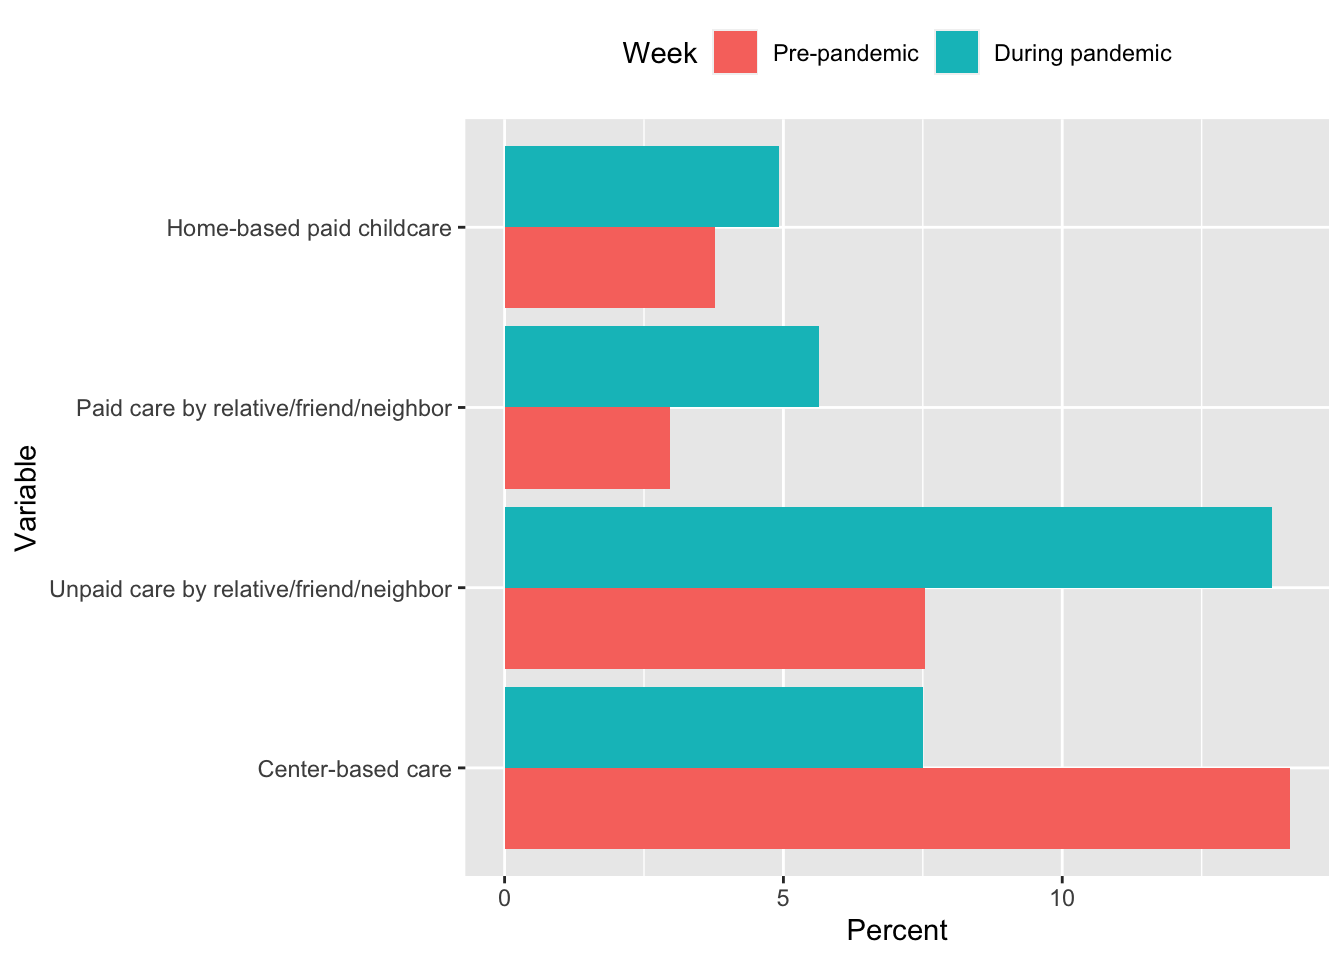 Week Pre-pandemic During pandemic
Home-based paid childcare
Paid care by relative/friend/neighbor
Unpaid care by relative/friend/neighbor
Center-based care
Variable
0 5 10
Percent